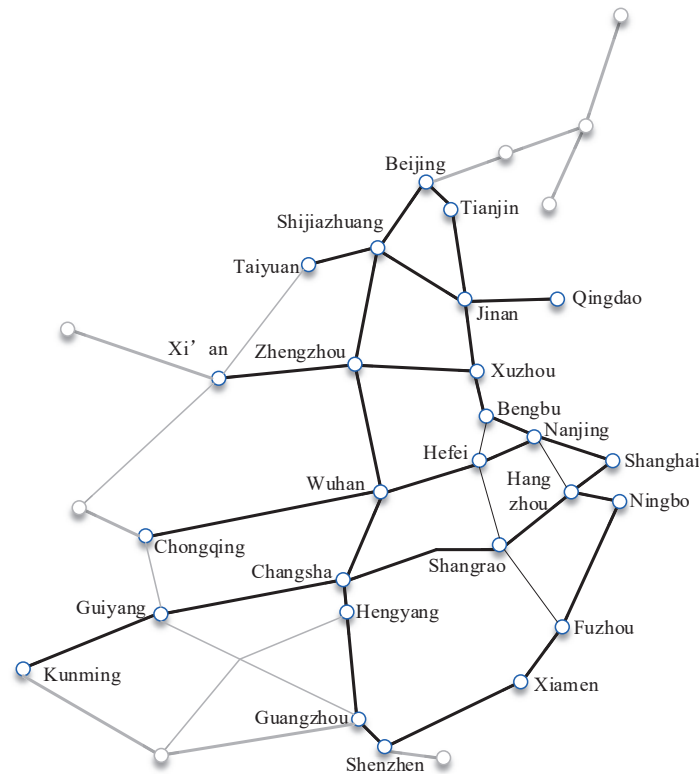 Beijing
Tianjin
Shijiazhuang
Taiyuan
Qingdao
Jinan
Xi’ an
Zhengzhou
Xuzhou
Bengbu
Nanjing
Hefei
Shanghai
Hang
zhou
Wuhan
Ningbo
Chongqing
Shangrao
Changsha
Guiyang
Hengyang
Fuzhou
Kunming
Xiamen
Guangzhou
Shenzhen